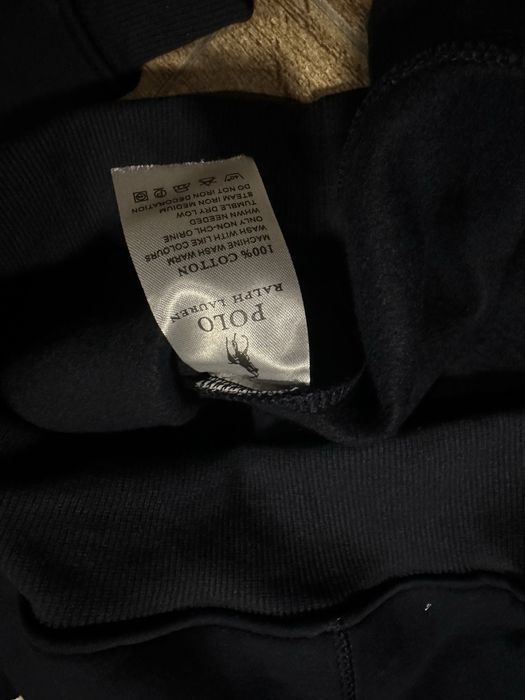 POLO
RALPH LAUREN
100% COTTON
MACHINE WASH WARM
WASH WITH LIKE COLOURS
ONLY NON-CHLORINE
WHWN NEEDED
TUMBLE DRY LOW
STEAM IRON MEDIUM
DO NOT IRON DECORATION